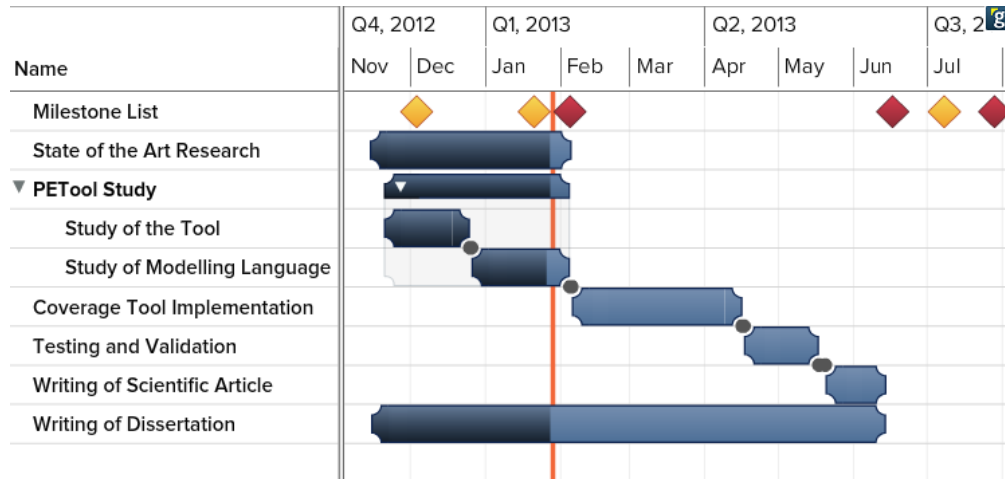 Q4, 2012 Q1, 2013 Q2, 2013 Q3, 2
g
Name Nov Dec Jan Feb Mar Apr May Jun Jul
Milestone List
State of the Art Research
PETool Study
Study of the Tool
Study of Modelling Language
Coverage Tool Implementation
Testing and Validation
Writing of Scientific Article
Writing of Dissertation